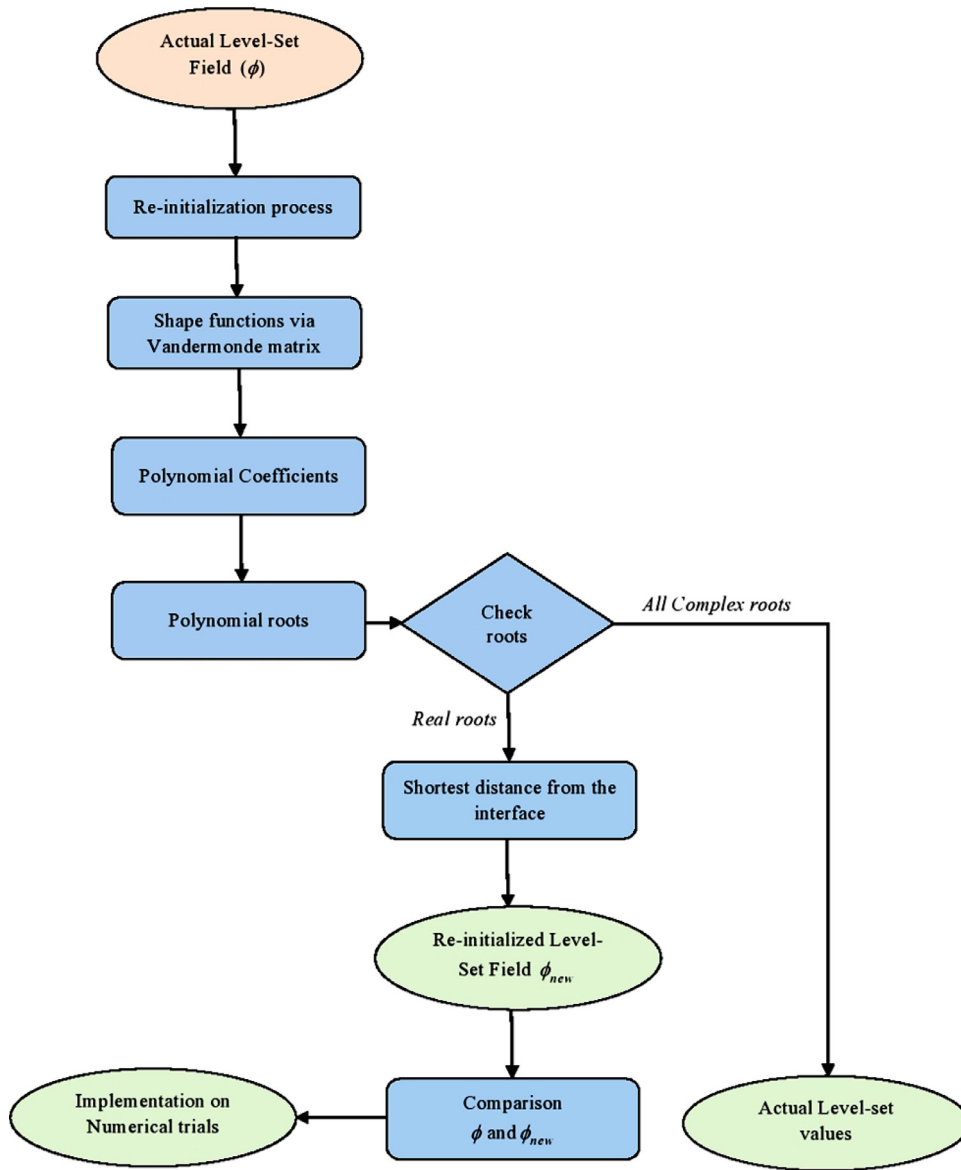 Actual Level-Set
Field (ϕ)
Re-initialization process
Shape functions via
Vandermonde matrix
Polynomial Coefficients
Polynomial roots
Check
roots
All Complex roots
Real roots
Shortest distance from the
interface
Re-initialized Level-
Set Field ϕnew
Comparison
ϕ and ϕnew
Implementation on
Numerical trials
Actual Level-set
values